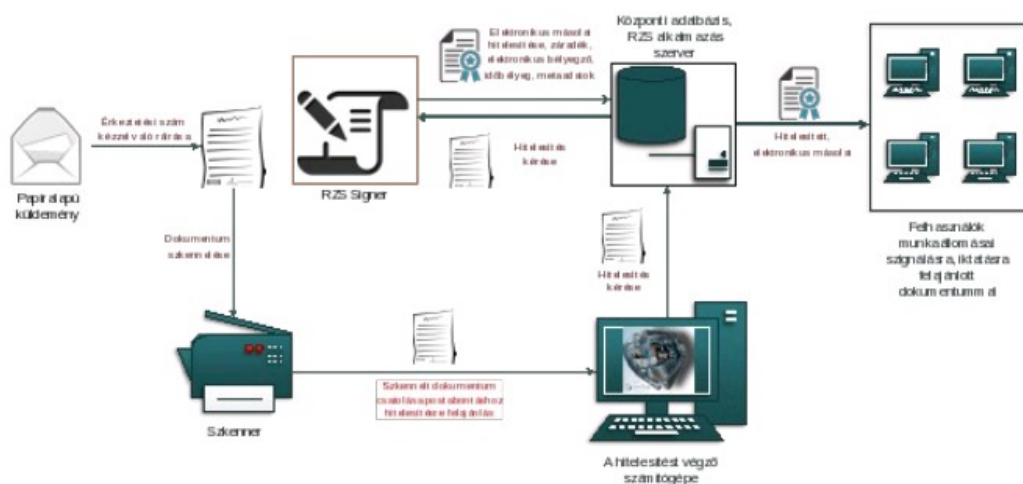 Érkeztetési szám
kézzel való ráírása
Papíralapú
küldemény
Dokumentum
szkennelése
Szkenner
Szkennelt dokumentum
csatolása postabontáshoz
hitelesítésre felajánlás
A hitelesítést végző
számítógépe
Hitelesítés
kérése
RZS Signer
Elektronikus másolat
hitelesítése, záradék,
elektronikus bélyegző,
időbélyeg, metaadatok
Hitelesítés
kérése
Központi adatbázis,
RZS alkalmazás
szerver
Hitelesített,
elektronikus másolat
Felhasználók
munkaállomásai
szignálásra, iktatásra
felajánlott
dokumentummal